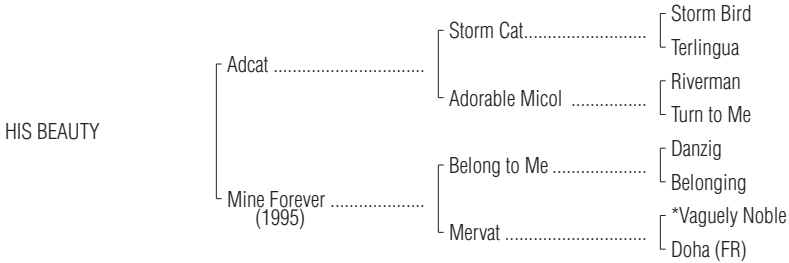 Storm Bird
Storm Cat.........................
Terlingua
Adcat ..............................
Riverman
Adorable Micol ...............
Turn to Me
HIS BEAUTY
Danzig
Belong to Me ...................
Belonging
Mine Forever ...................
(1995)
*Vaguely Noble
Mervat .............................
Doha (FR)